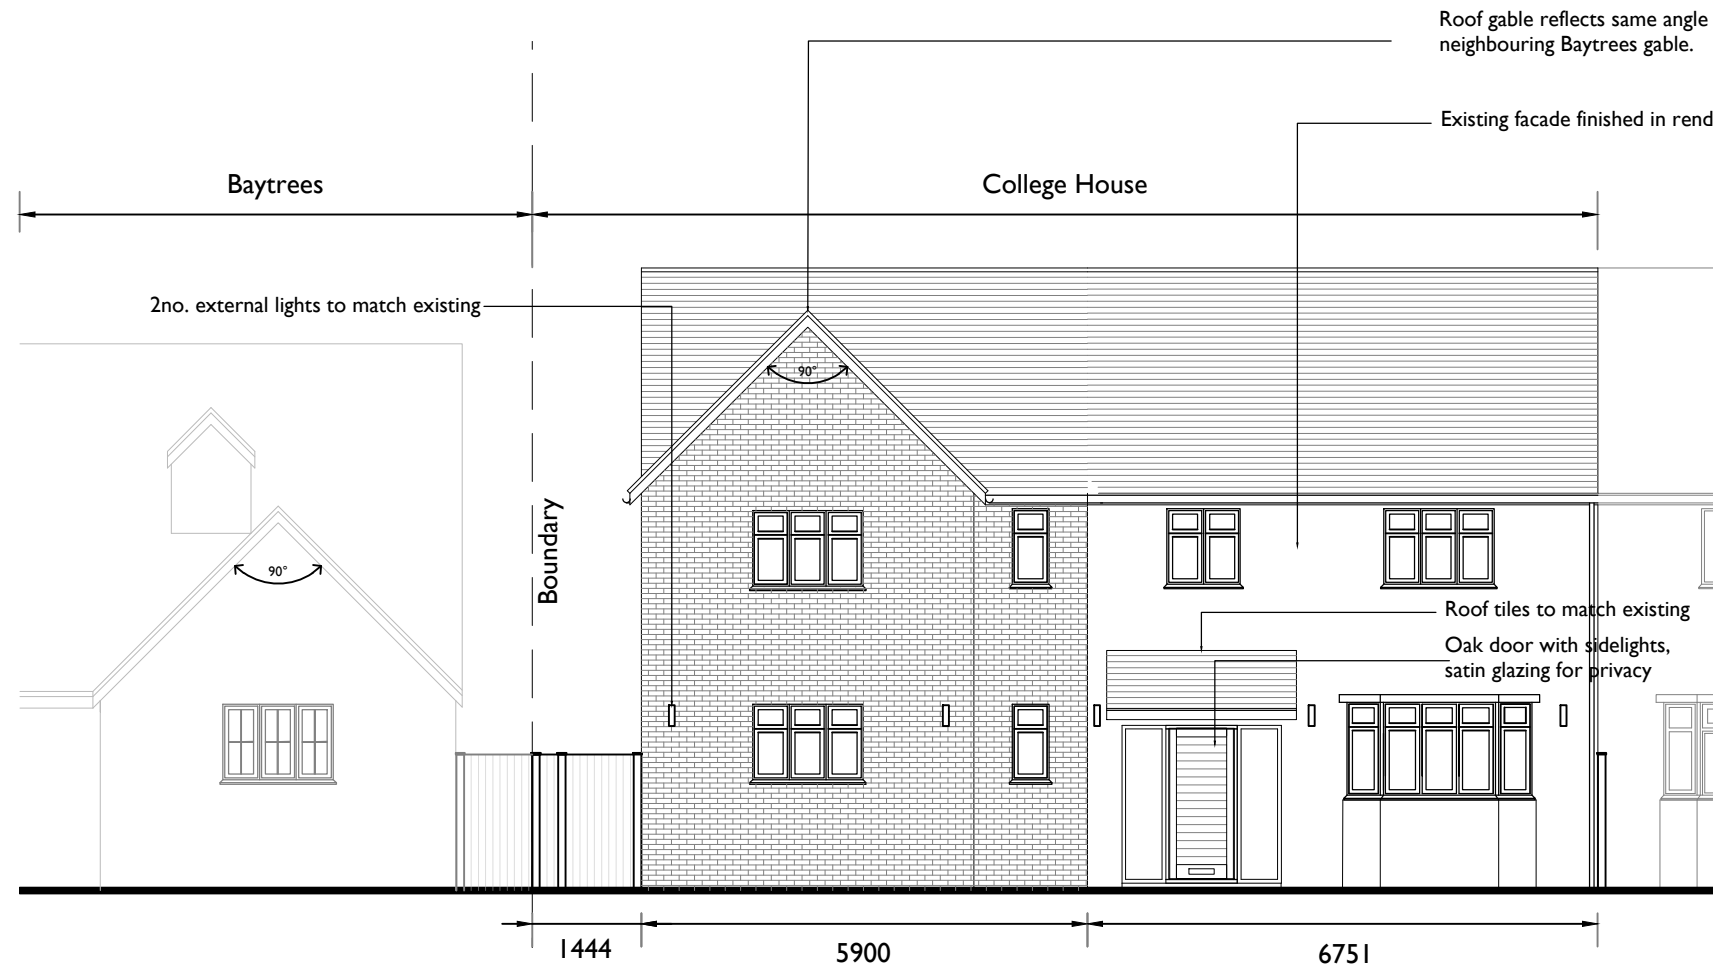 Roof gable reflects same angle
neighbouring Baytrees gable.
Existing facade finished in rend
Baytrees
College House
2no. external lights to match existing
90°
Boundary
90°
Roof tiles to match existing
Oak door with sidelights,
satin glazing for privacy
1444
5900
6751